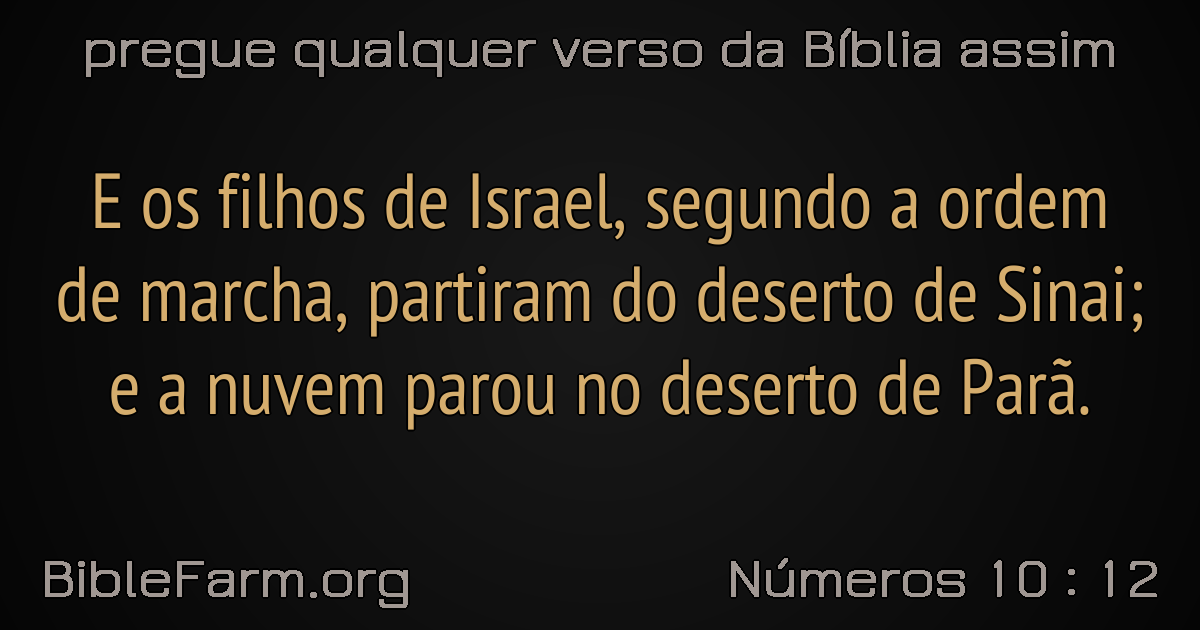 pregue qualquer verso da Bíblia assim
E os filhos de Israel, segundo a ordem
de marcha, partiram do deserto de Sinai;
e a nuvem parou no deserto de Parã.
BibleFarm.org
Números 10 : 12